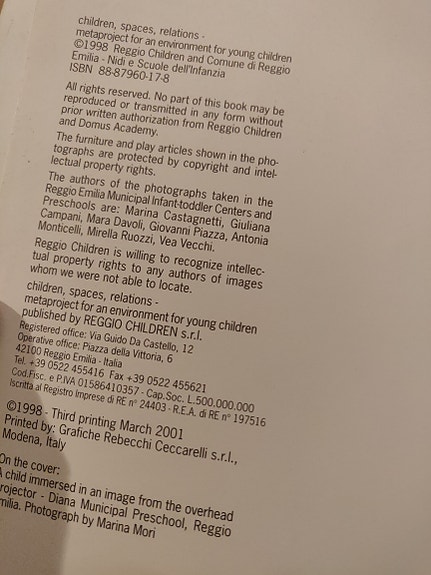 children, spaces, relations -
metaproject for an environment for young children
©1998 Reggio Children and Comune di Reggio
Emilia - Nidi e Scuole dell'Infanzia
ISBN 88-87960-17-8
All rights reserved. No part of this book may be
reproduced or transmitted in any form without
prior written authorization from Reggio Children
and Domus Academy.
The furniture and play articles shown in the pho-
tographs are protected by copyright and intel-
lectual property rights.
The authors of the photographs taken in the
Reggio Emilia Municipal Infant-toddler Centers and
Preschools are: Marina Castagnetti, Giuliana
Campani, Mara Davoli, Giovanni Piazza, Antonia
Monticelli, Mirella Ruozzi, Vea Vecchi.
Reggio Children is willing to recognize intellec-
tual property rights to any authors of images
whom we were not able to locate.
children, spaces, relations -
metaproject for an environment for young children
published by REGGIO CHILDREN S.r.l.
Registered office: Via Guido Da Castello, 12
Operative office: Piazza della Vittoria, 6
42100 Reggio Emilia - Italia
Tel. +39 0522 455416 Fax +39 0522 455621
Cod.Fisc. e P.IVA 01586410357 - Cap.Soc. L.500.000.000
Iscritta al Registro Imprese di RE n° 24403 - R.E.A. di RE n° 197516
©1998 - Third printing March 2001
Printed by: Grafiche Rebecchi Ceccarelli s.r.l.,
Modena, Italy
On the cover:
A child immersed in an image from the overhead
rojector - Diana Municipal Preschool, Reggio
milia. Photograph by Marina Mori